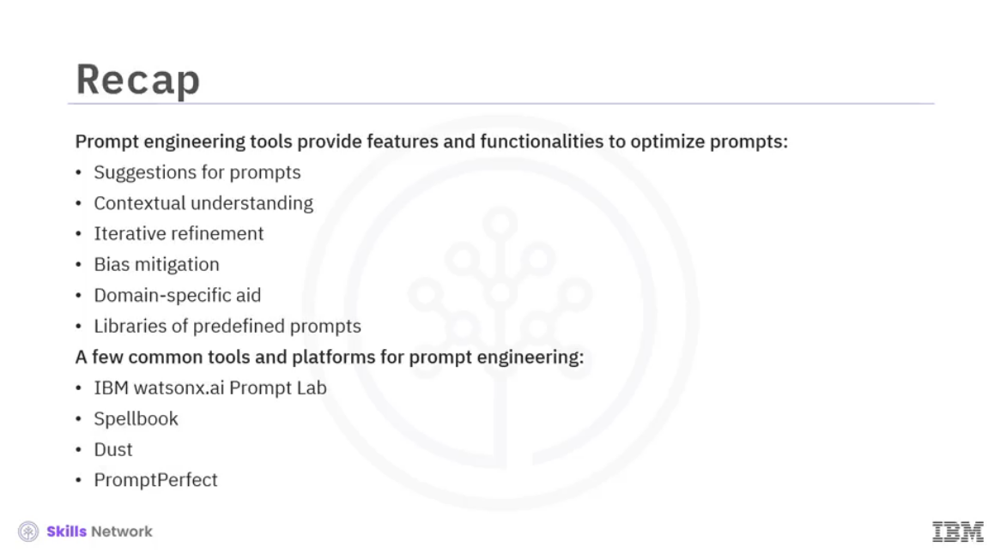 Recap
Prompt engineering tools provide features and functionalities to optimize prompts:
• Suggestions for prompts
• Contextual understanding
• Iterative refinement
• Bias mitigation
• Domain-specific aid
• Libraries of predefined prompts
A few common tools and platforms for prompt engineering:
• IBM watsonx.ai Prompt Lab
• Spellbook
• Dust
• PromptPerfect
Skills Network
IBM